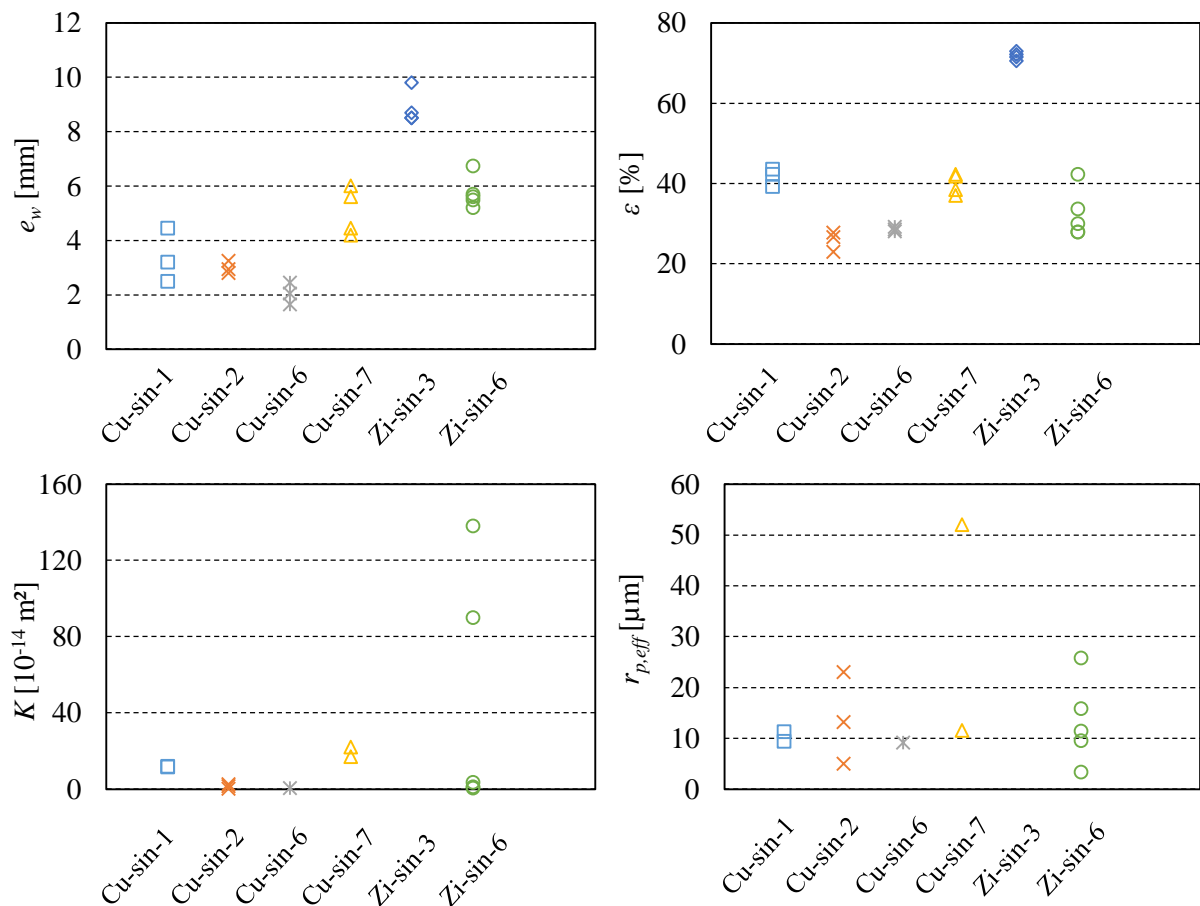 12
10
8
6
4
2
0
e_w [mm]
Cu-sin-1
Cu-sin-2
Cu-sin-6
Cu-sin-7
Zi-sin-3
Zi-sin-6
80
60
40
20
0
ε [%]
Cu-sin-1
Cu-sin-2
Cu-sin-6
Cu-sin-7
Zi-sin-3
Zi-sin-6
160
120
80
40
0
K [10⁻¹⁴ m²]
Cu-sin-1
Cu-sin-2
Cu-sin-6
Cu-sin-7
Zi-sin-3
Zi-sin-6
60
50
40
30
20
10
0
r_p,eff [µm]
Cu-sin-1
Cu-sin-2
Cu-sin-6
Cu-sin-7
Zi-sin-3
Zi-sin-6